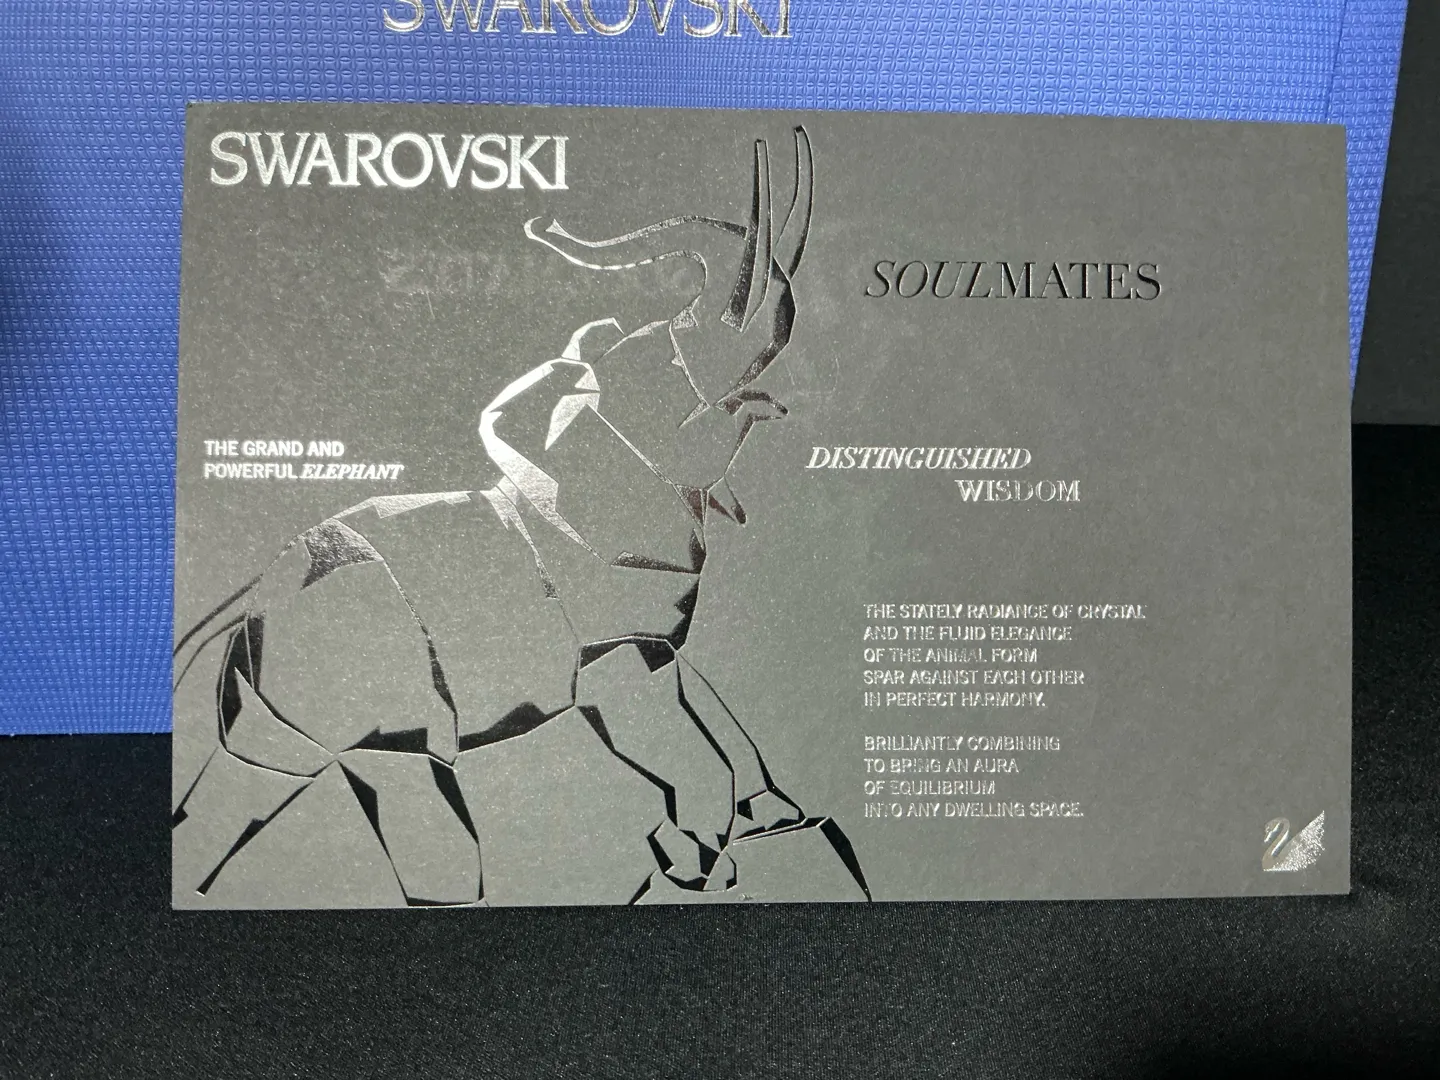 SWAROVSKI
SWAROVSKI
SOULMATES
THE GRAND AND
POWERFUL ELEPHANT
DISTINGUISHED
WISDOM
THE STATELY RADIANCE OF CRYSTAL
AND THE FLUID ELEGANCE
OF THE ANIMAL FORM
SPAR AGAINST EACH OTHER
IN PERFECT HARMONY.
BRILLIANTLY COMBINING
TO BRING AN AURA
OF EQUILIBRIUM
INTO ANY DWELLING SPACE.